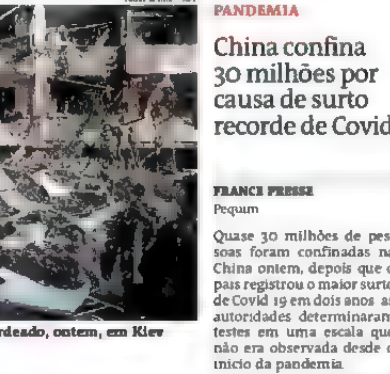 PANDEMIA
China confina
30 milhões por
causa de surto
recorde de Covid
FRANCE PRESSE
Pequim
Quase 30 milhões de pes-
soas foram confinadas na
China ontem, depois que o
país registrou o maior surto
de Covid 19 em dois anos as
autoridades determinaram
testes em uma escala que
não era observada desde o
início da pandemia
rdeado, ontem, em Kiev